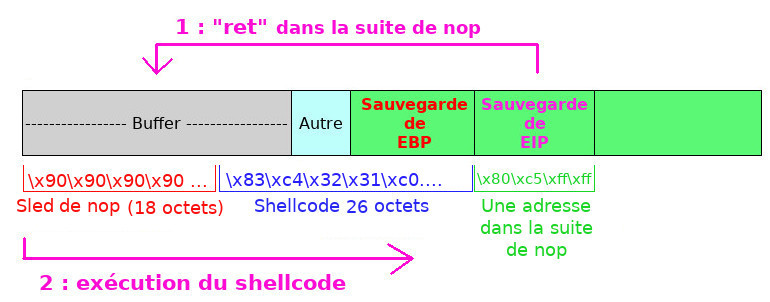 1 : "ret" dans la suite de nop
---------------- Buffer ----------------
Autre
Sauvegarde
de
EBP
Sauvegarde
de
EIP
\x90\x90\x90\x90 ...
\x83\xc4\x32\x31\xc0....
\x80\xc5\xff\xff
Sled de nop (18 octets)
Shellcode 26 octets
Une adresse
dans la suite
de nop
2 : exécution du shellcode